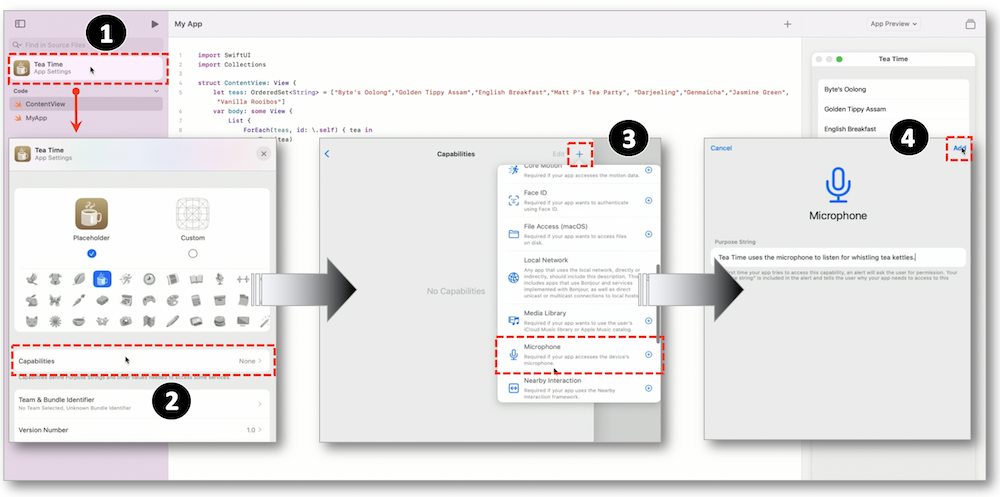 My App
App Preview
1
Find in Source Files
Tea Time
App Settings
Code
ContentView
MyApp
1 import SwiftUI
2 import Collections
3
4 struct ContentView: View {
5 let teas: OrderedSet<String> = ["Byte's Oolong","Golden Tippy Assam","English Breakfast","Matt P's Tea Party", "Darjeeling","Genmaicha","Jasmine Green",
"Vanilla Rooibos"]
6 var body: some View {
7 List {
8 ForEach(teas, id: \.self) { tea in
(tea)
Tea Time
Byte's Oolong
Golden Tippy Assam
English Breakfast
Tea Time
App Settings
Placeholder
Custom
Capabilities
None
Capabilities define Purpose strings and other values needed to access some services.
2
Team & Bundle Identifier
No Team Selected, Unknown Bundle Identifier
Version Number
1.0
3
Capabilities
Edit
+
No Capabilities
Core Motion
Required if your app accesses the motion data.
Face ID
Required if your app wants to authenticate
using Face ID.
File Access (macOS)
Required if your app wants to access files
on disk.
Local Network
Any app that uses the local network, directly or
indirectly, should include this description. This
includes apps that use Bonjour and services
implemented with Bonjour, as well as direct
unicast or multicast connections to local hosts.
Media Library
Required if your app wants to use the user's
iCloud Music library or Apple Music catalog.
Microphone
Required if your app accesses the device's
microphone.
Nearby Interaction
Required if your app uses the Nearby
Interaction framework.
4
Cancel
Add
Microphone
Purpose String
Tea Time uses the microphone to listen for whistling tea kettles.
first time your app tries to access this capability, an alert will ask the user for permission. Your
string" is included in the alert and tells the user why your app needs to access to this